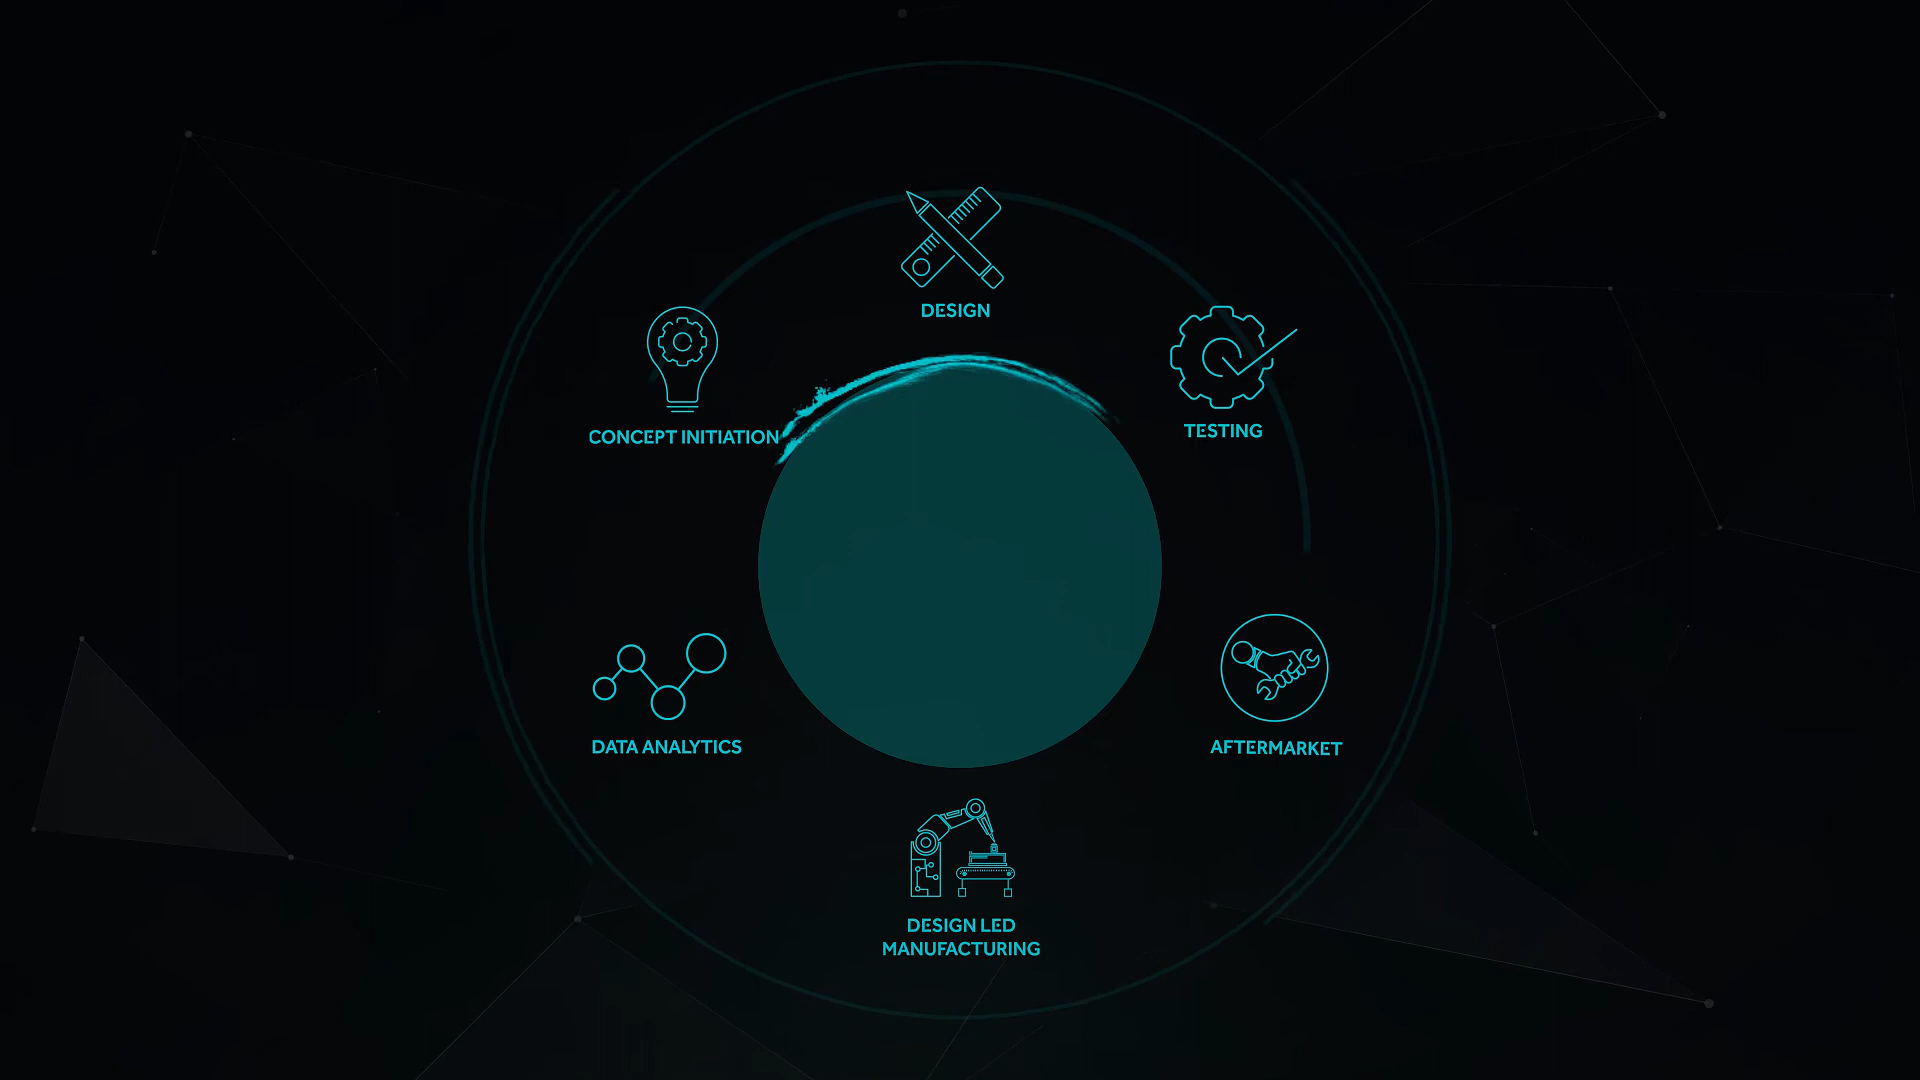 DESIGN
CONCEPT INITIATION
TESTING
DATA ANALYTICS
AFTERMARKET
DESIGN LED
MANUFACTURING